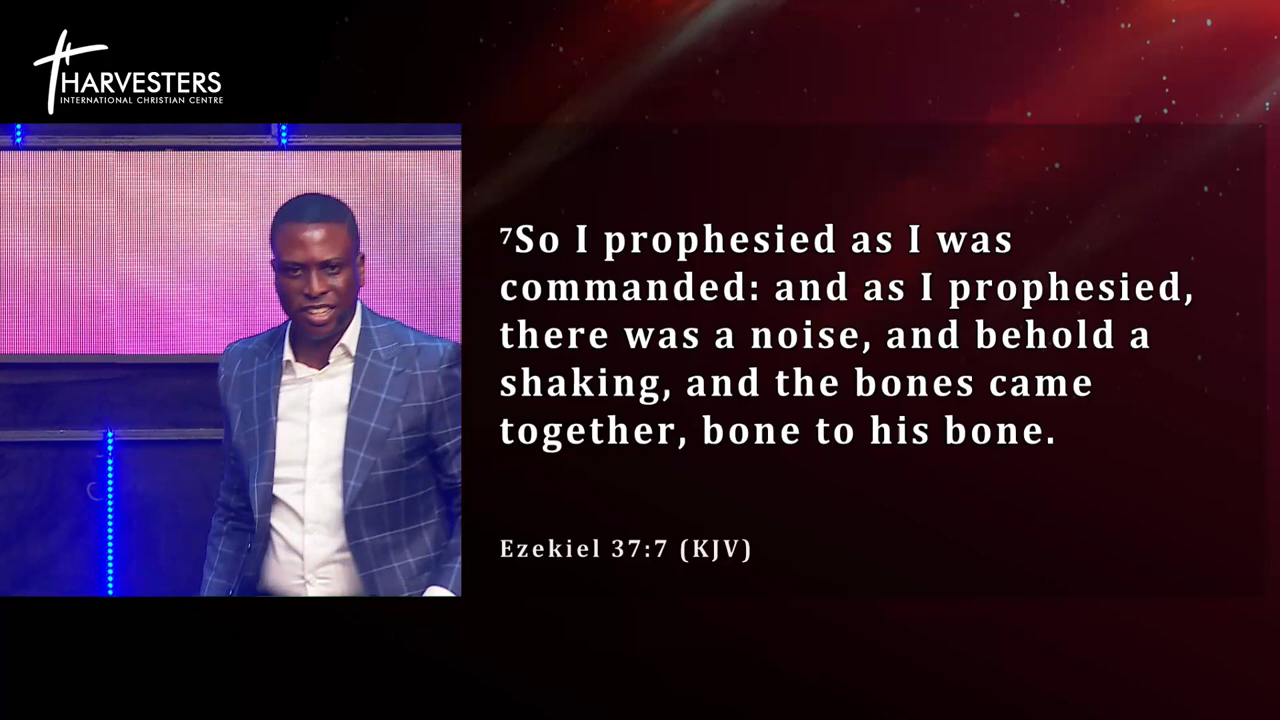 HARVESTERS
INTERNATIONAL CHRISTIAN CENTRE
⁷So I prophesied as I was
commanded: and as I prophesied,
there was a noise, and behold a
shaking, and the bones came
together, bone to his bone.
Ezekiel 37:7 (KJV)